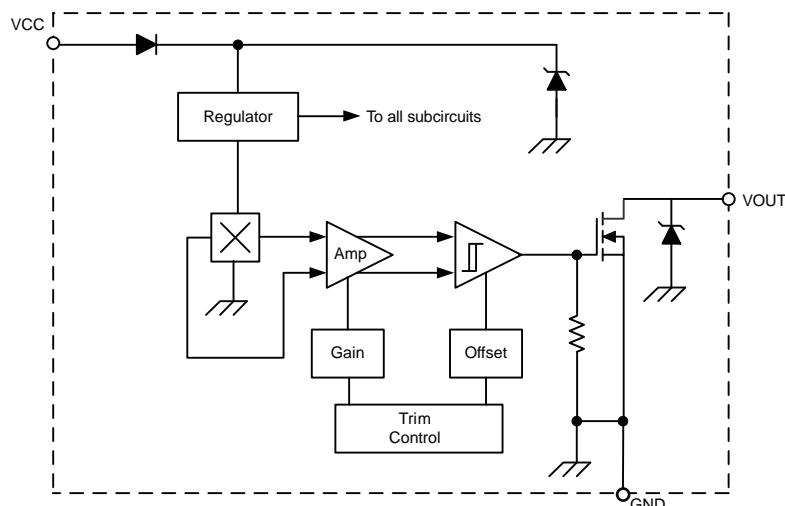 VCC
Regulator
To all subcircuits
VOUT
Amp
Gain
Offset
Trim
Control
GND